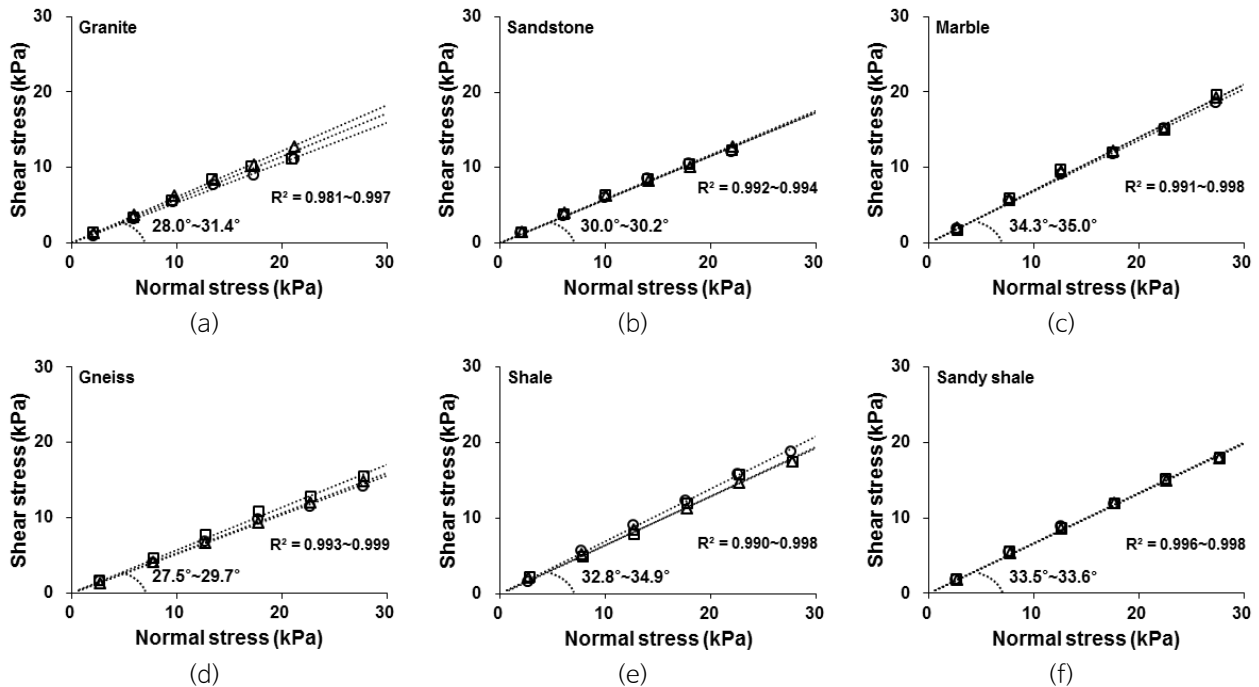 Granite
Shear stress (kPa)
30
20
10
0
R² = 0.981~0.997
28.0°~31.4°
0 10 20 30
Normal stress (kPa)
(a)
Sandstone
Shear stress (kPa)
30
20
10
0
R² = 0.992~0.994
30.0°~30.2°
0 10 20 30
Normal stress (kPa)
(b)
Marble
Shear stress (kPa)
30
20
10
0
R² = 0.991~0.998
34.3°~35.0°
0 10 20 30
Normal stress (kPa)
(c)
Gneiss
Shear stress (kPa)
30
20
10
0
R² = 0.993~0.999
27.5°~29.7°
0 10 20 30
Normal stress (kPa)
(d)
Shale
Shear stress (kPa)
30
20
10
0
R² = 0.990~0.998
32.8°~34.9°
0 10 20 30
Normal stress (kPa)
(e)
Sandy shale
Shear stress (kPa)
30
20
10
0
R² = 0.996~0.998
33.5°~33.6°
0 10 20 30
Normal stress (kPa)
(f)